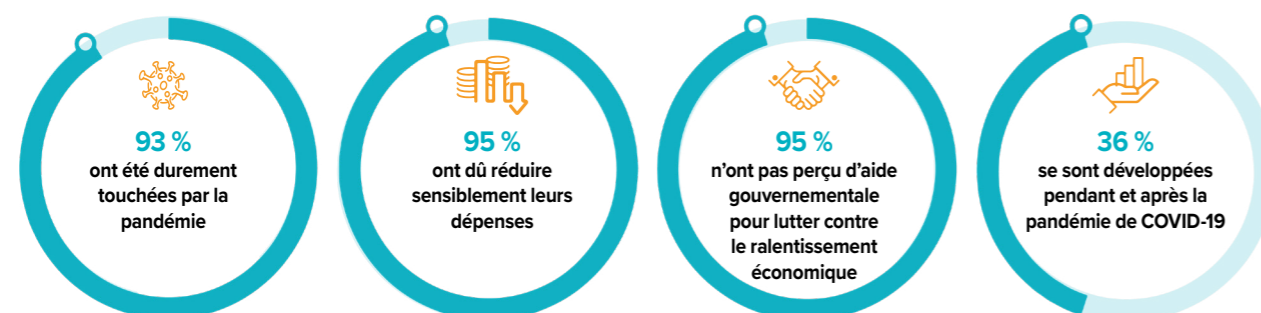 93 %
ont été durement
touchées par la
pandémie
95 %
ont dû réduire
sensiblement leurs
dépenses
95 %
n’ont pas perçu d’aide
gouvernementale
pour lutter contre
le ralentissement
économique
36 %
se sont développées
pendant et après la
pandémie de COVID-19